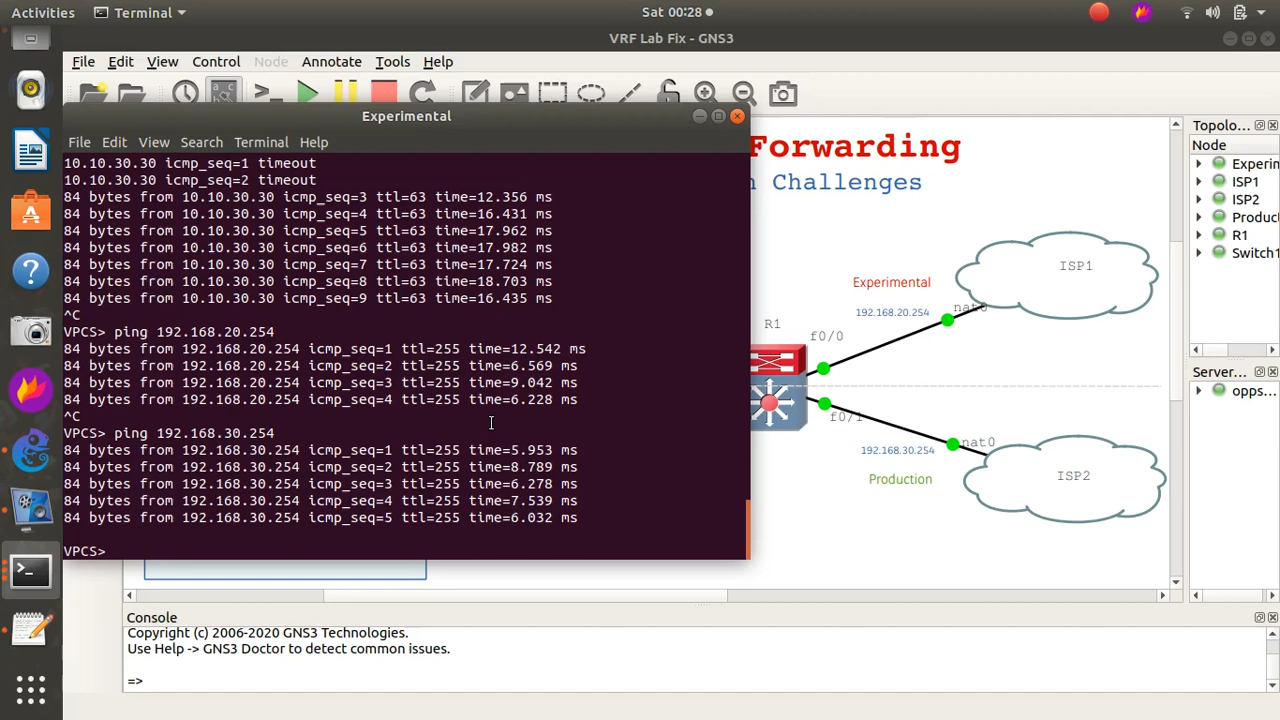 Activities
Terminal
Sat 00:28
VRF Lab Fix - GNS3
File Edit View Control Node Annotate Tools Help
Experimental
File Edit View Search Terminal Help
10.10.30.30 icmp_seq=1 timeout
10.10.30.30 icmp_seq=2 timeout
84 bytes from 10.10.30.30 icmp_seq=3 ttl=63 time=12.356 ms
84 bytes from 10.10.30.30 icmp_seq=4 ttl=63 time=16.431 ms
84 bytes from 10.10.30.30 icmp_seq=5 ttl=63 time=17.962 ms
84 bytes from 10.10.30.30 icmp_seq=6 ttl=63 time=17.982 ms
84 bytes from 10.10.30.30 icmp_seq=7 ttl=63 time=17.724 ms
84 bytes from 10.10.30.30 icmp_seq=8 ttl=63 time=18.703 ms
84 bytes from 10.10.30.30 icmp_seq=9 ttl=63 time=16.435 ms
^C
VPCS> ping 192.168.20.254
84 bytes from 192.168.20.254 icmp_seq=1 ttl=255 time=12.542 ms
84 bytes from 192.168.20.254 icmp_seq=2 ttl=255 time=6.569 ms
84 bytes from 192.168.20.254 icmp_seq=3 ttl=255 time=9.042 ms
84 bytes from 192.168.20.254 icmp_seq=4 ttl=255 time=6.228 ms
^C
VPCS> ping 192.168.30.254
84 bytes from 192.168.30.254 icmp_seq=1 ttl=255 time=5.953 ms
84 bytes from 192.168.30.254 icmp_seq=2 ttl=255 time=8.789 ms
84 bytes from 192.168.30.254 icmp_seq=3 ttl=255 time=6.278 ms
84 bytes from 192.168.30.254 icmp_seq=4 ttl=255 time=7.539 ms
84 bytes from 192.168.30.254 icmp_seq=5 ttl=255 time=6.032 ms
VPCS>
Forwarding
Challenges
Experimental
192.168.20.254
ISP1
nat0
R1
f0/0
f0/1
192.168.30.254
nat0
Production
ISP2
Topolo...
Node
Experin
ISP1
ISP2
Produc
R1
Switch1
Server...
opps...
Console
Copyright (c) 2006-2020 GNS3 Technologies.
Use Help -> GNS3 Doctor to detect common issues.
=>